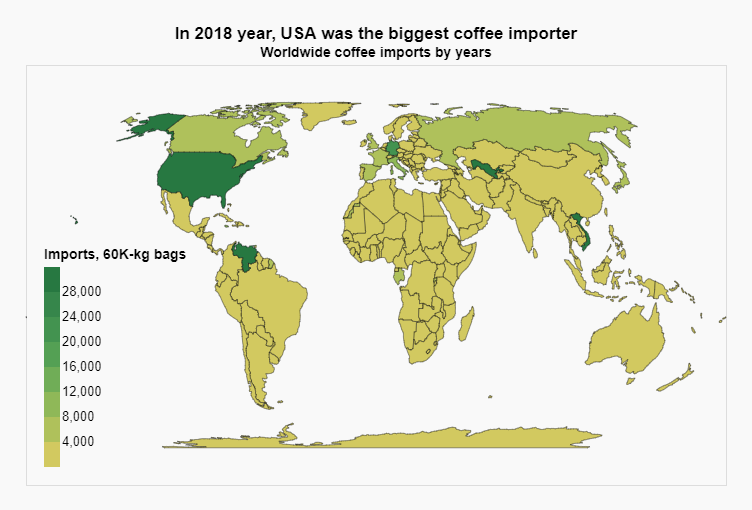 In 2018 year, USA was the biggest coffee importer
Worldwide coffee imports by years
Imports, 60K-kg bags
28,000
24,000
20,000
16,000
12,000
8,000
4,000